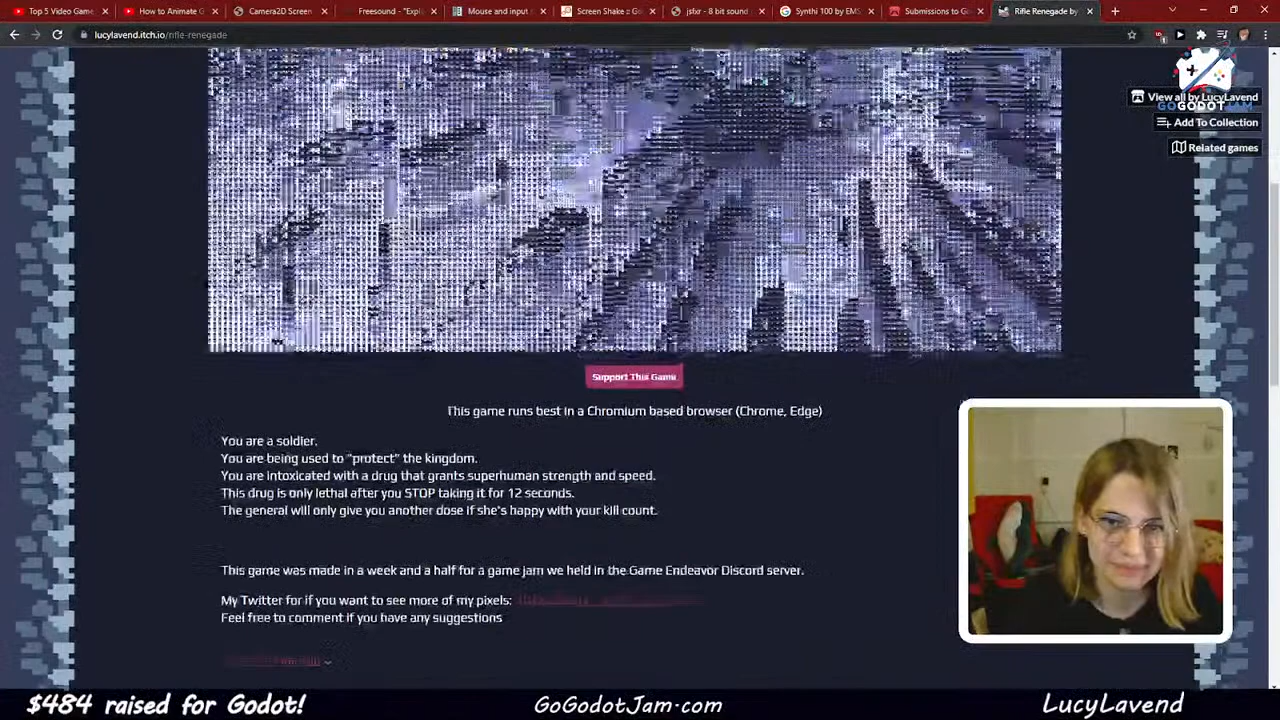 Top 5 Video Game
How to Animate
Camera2D Screen
Freesound - "Expl
Mouse and input
Screen Shake :: Go
jsfxr - 8 bit sound
Synthi 100 by EMS
Submissions to Go
Rifle Renegade by
lucylavend.itch.io/rifle-renegade
View all by LucyLavend
GOGODOTJAM
Add To Collection
Related games
Support This Game
This game runs best in a Chromium based browser (Chrome, Edge)
You are a soldier.
You are being used to "protect" the kingdom.
You are intoxicated with a drug that grants superhuman strength and speed.
This drug is only lethal after you STOP taking it for 12 seconds.
The general will only give you another dose if she's happy with your kill count.
This game was made in a week and a half for a game jam we held in the Game Endeavor Discord server.
My Twitter for if you want to see more of my pixels:
Feel free to comment if you have any suggestions
$484 raised for Godot!
GoGodotJam.com
LucyLavend